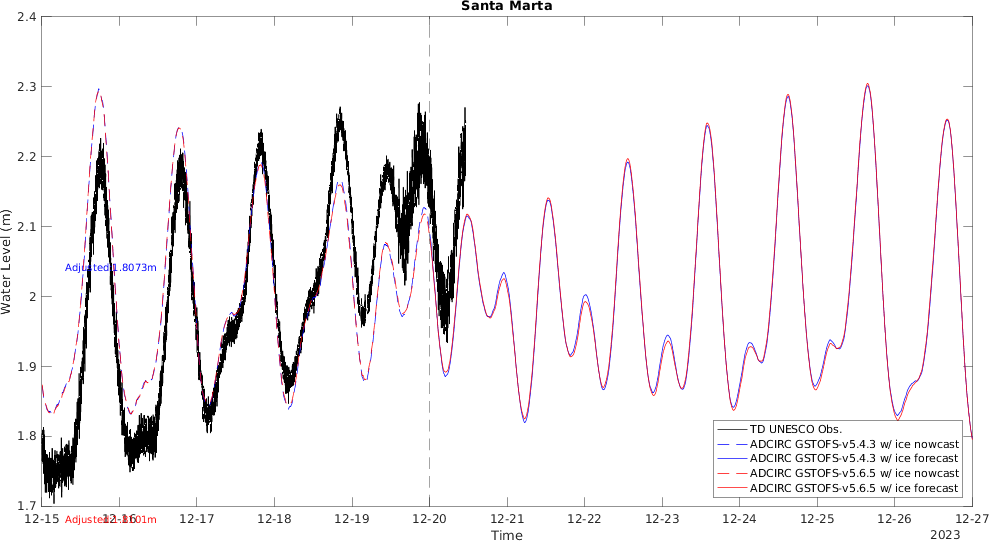 Santa Marta
2.4
2.3
2.2
2.1
2
1.9
1.8
1.7
Water Level (m)
Adjusted 1.8073m
TD UNESCO Obs.
ADCIRC GSTOFS-v5.4.3 w/ ice nowcast
ADCIRC GSTOFS-v5.4.3 w/ ice forecast
ADCIRC GSTOFS-v5.6.5 w/ ice nowcast
ADCIRC GSTOFS-v5.6.5 w/ ice forecast
12-15 12-16 12-17 12-18 12-19 12-20 12-21 12-22 12-23 12-24 12-25 12-26 12-27
Adjusted
Time
2023